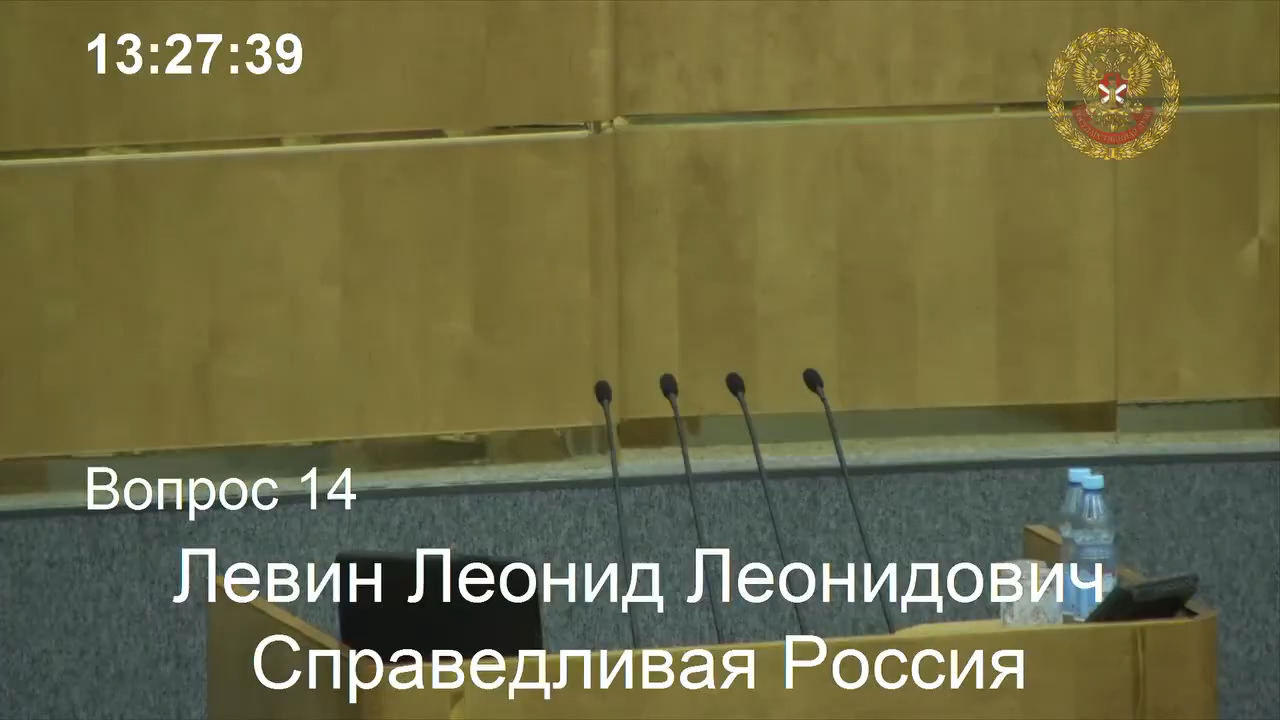 13:27:39
Вопрос 14
Левин Леонид Леонидович
Справедливая Россия